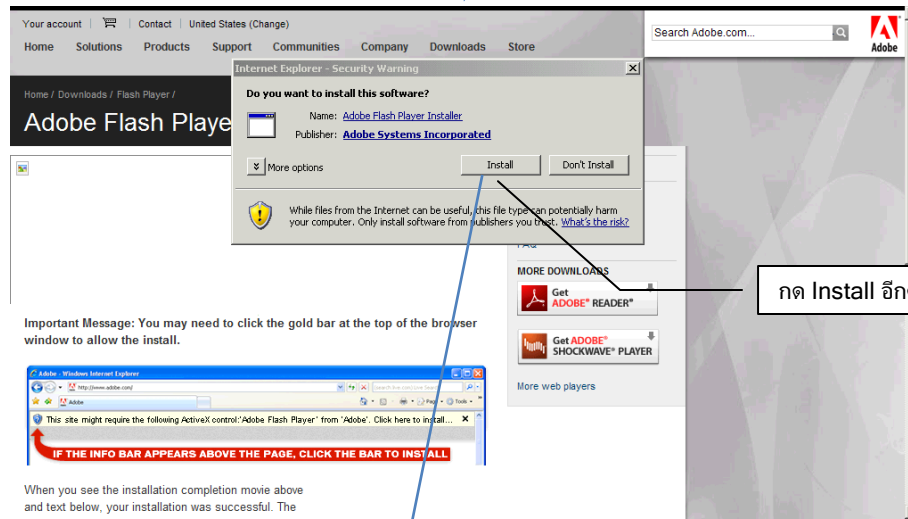 Your account | Contact | United States (Change)
Home Solutions Products Support Communities Company Downloads Store
Search Adobe.com...
Adobe
Internet Explorer - Security Warning
Do you want to install this software?
Name: Adobe Flash Player Installer
Publisher: Adobe Systems Incorporated
More options
Install
Don't Install
While files from the Internet can be useful, this file type can potentially harm
your computer. Only install software from publishers you trust. What's the risk?
Home / Downloads / Flash Player /
Adobe Flash Playe
FAQ
MORE DOWNLOADS
Get
ADOBE® READER®
Get ADOBE®
SHOCKWAVE® PLAYER
More web players
กด Install อีก
Important Message: You may need to click the gold bar at the top of the browser
window to allow the install.
Adobe - Windows Internet Explorer
http://www.adobe.com/
Adobe
Page
Tools
This site might require the following ActiveX control:'Adobe Flash Player' from 'Adobe'. Click here to install...
IF THE INFO BAR APPEARS ABOVE THE PAGE, CLICK THE BAR TO INSTALL
When you see the installation completion movie above
and text below, your installation was successful. The